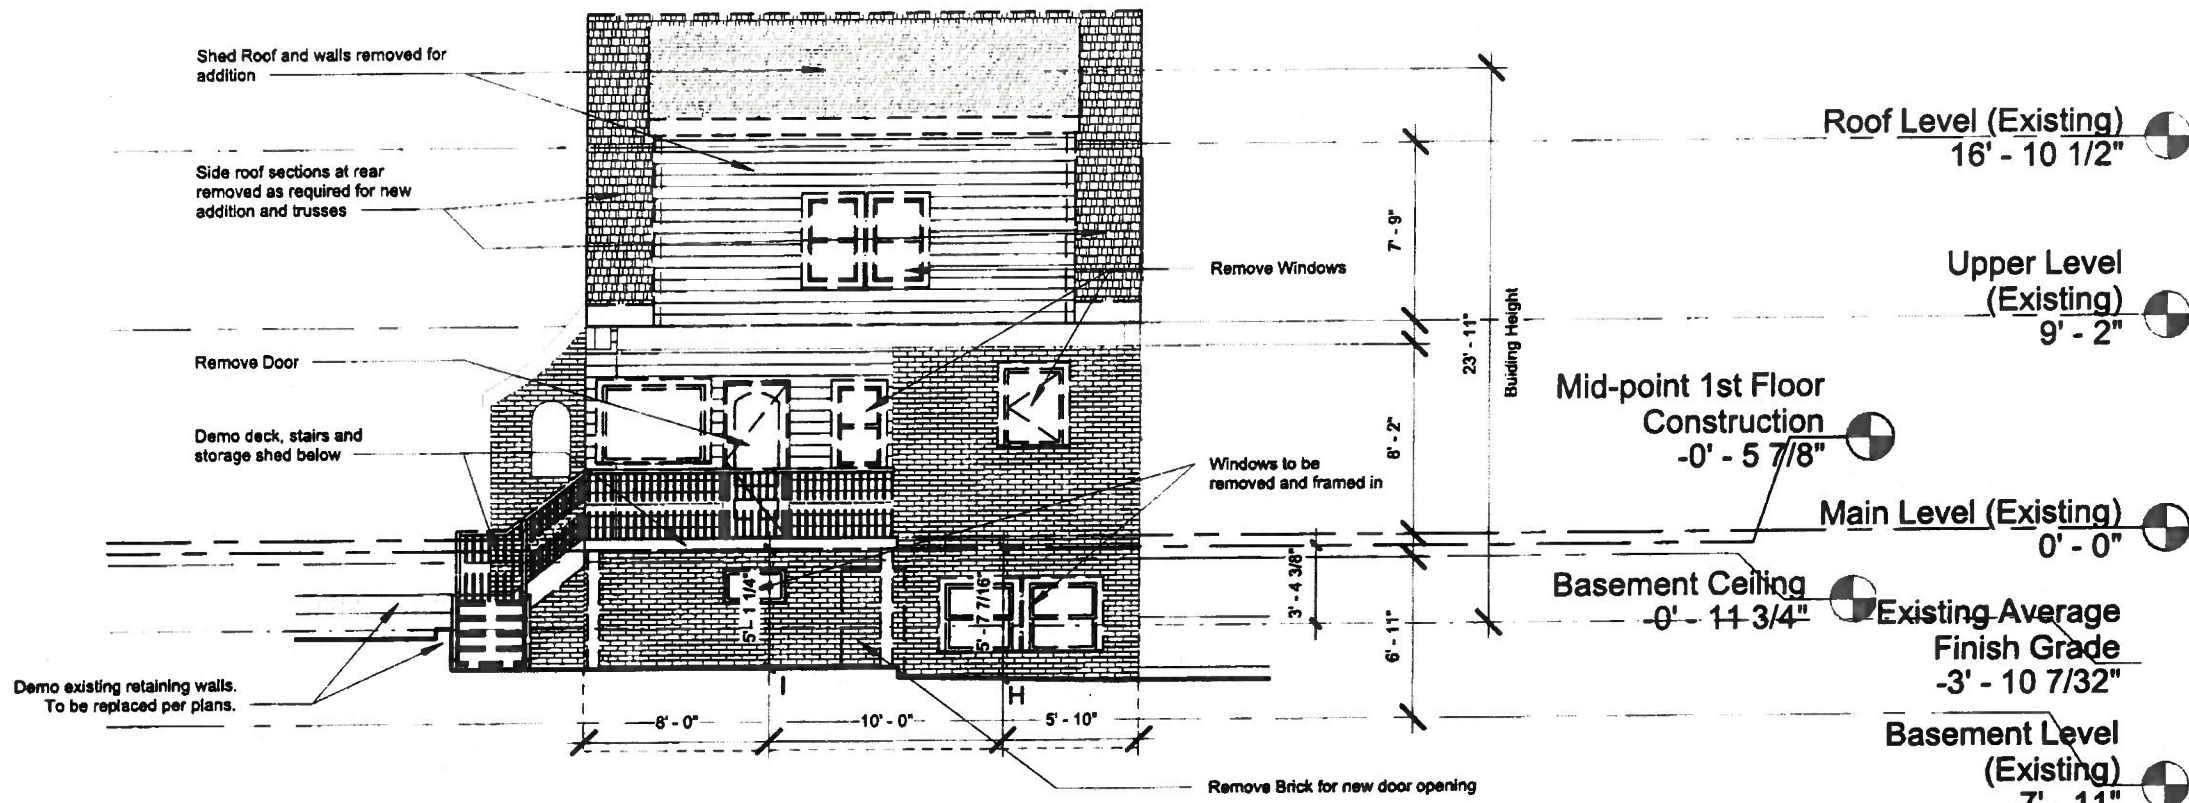 Shed Roof and walls removed for
addition
Side roof sections at rear
removed as required for new
addition and trusses
Remove Door
Demo deck, stairs and
storage shed below
Demo existing retaining walls.
To be replaced per plans.
Remove Windows
Windows to be
removed and framed in
Remove Brick for new door opening
7' - 9"
8' - 2"
6' - 11"
3' - 4 3/8"
23' - 11"
Building Height
5' - 1 1/4"
5' - 7 7/16"
I
H
8' - 0"
10' - 0"
5' - 10"
Roof Level (Existing)
16' - 10 1/2"
Upper Level
(Existing)
9' - 2"
Mid-point 1st Floor
Construction
-0' - 5 7/8"
Main Level (Existing)
0' - 0"
Basement Ceiling
-0' - 11 3/4"
Existing Average
Finish Grade
-3' - 10 7/32"
Basement Level
(Existing)
7' - 11"